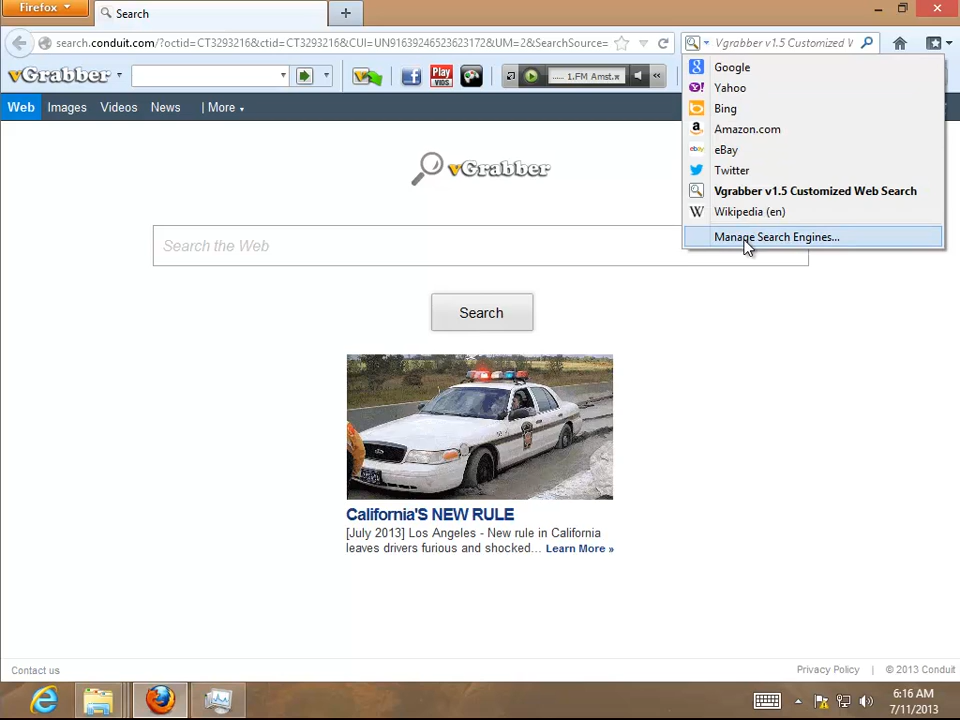 Firefox
Search
search.conduit.com/?octid=CT3293216&ctid=CT3293216&CUI=UN91639246523623172&UM=2&SearchSource=
Vgrabber v1.5 Customized W
vGrabber
f
Play
VIDS
..... 1.FM Amst.
Google
Yahoo
Bing
Amazon.com
eBay
Twitter
Vgrabber v1.5 Customized Web Search
Wikipedia (en)
Manage Search Engines...
Web Images Videos News | More
vGrabber
Search the Web
Search
California'S NEW RULE
[July 2013] Los Angeles - New rule in California
leaves drivers furious and shocked... Learn More »
Contact us
Privacy Policy | © 2013 Conduit
6:16 AM
7/11/2013